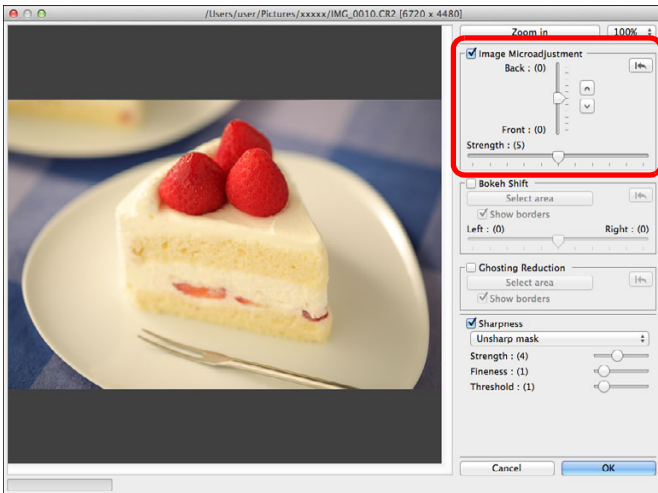 /Users/user/Pictures/xxxxx/IMG_0010.CR2 [6720 x 4480]
Zoom in 100%
Image Microadjustment
Back : (0)
Front : (0)
Strength : (5)
Bokeh Shift
Select area
Show borders
Left : (0) Right : (0)
Ghosting Reduction
Select area
Show borders
Sharpness
Unsharp mask
Strength : (4)
Fineness : (1)
Threshold : (1)
Cancel OK